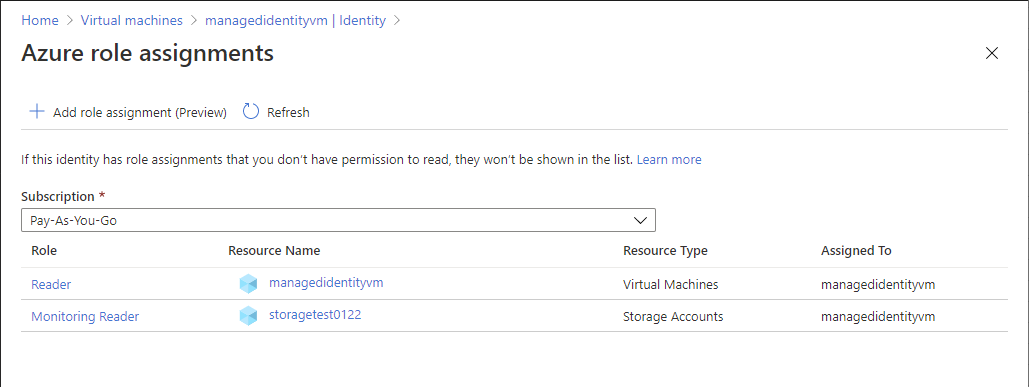 Home > Virtual machines > managedidentityvm | Identity >
Azure role assignments
Add role assignment (Preview) Refresh
If this identity has role assignments that you don't have permission to read, they won't be shown in the list. Learn more
Subscription *
Pay-As-You-Go
Role Resource Name Resource Type Assigned To
Reader managedidentityvm Virtual Machines managedidentityvm
Monitoring Reader storagetest0122 Storage Accounts managedidentityvm